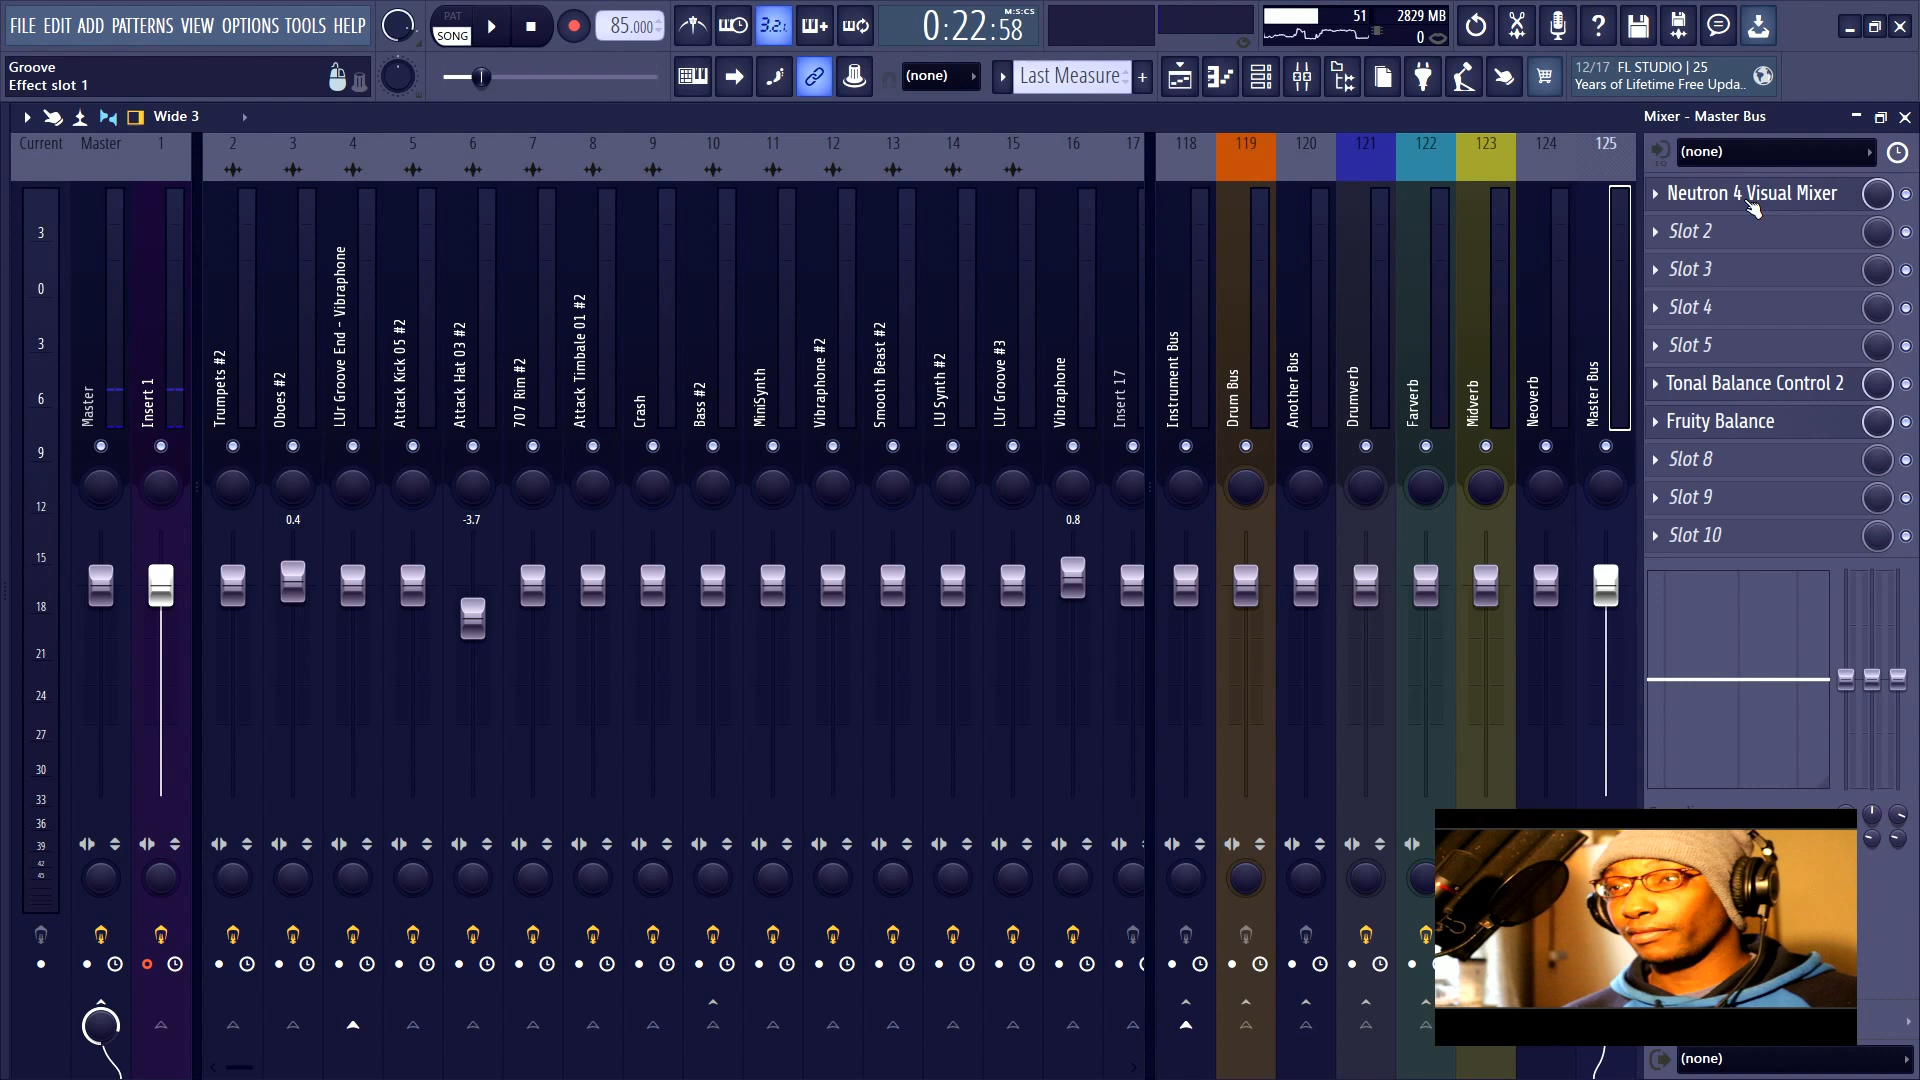 FILE EDIT ADD PATTERNS VIEW OPTIONS TOOLS HELP
PAT
SONG
85.000
3.2.1
M:S:CS
0:22:58
51
2829 MB
0
Groove
Effect slot 1
(none)
Last Measure
12/17 FL STUDIO | 25
Years of Lifetime Free Upda..
Wide 3
Mixer - Master Bus
Current Master 1 2 3 4 5 6 7 8 9 10 11 12 13 14 15 16 17 118 119 120 121 122 123 124 125
(none)
Neutron 4 Visual Mixer
Slot 2
Slot 3
Slot 4
Slot 5
Tonal Balance Control 2
Fruity Balance
Slot 8
Slot 9
Slot 10
3
0
3
6
9
12
15
18
21
24
27
30
33
36
39
42
45
Master
Insert 1
Trumpets #2
Oboes #2
LUr Groove End - Vibraphone
Attack Kick 05 #2
Attack Hat 03 #2
707 Rim #2
Attack Timbale 01 #2
Crash
Bass #2
MiniSynth
Vibraphone #2
Smooth Beast #2
LU Synth #2
LUr Groove #3
Vibraphone
Insert 17
Instrument Bus
Drum Bus
Another Bus
Drumverb
Farverb
Midverb
Neoverb
Master Bus
0.4
-3.7
0.8
(none)